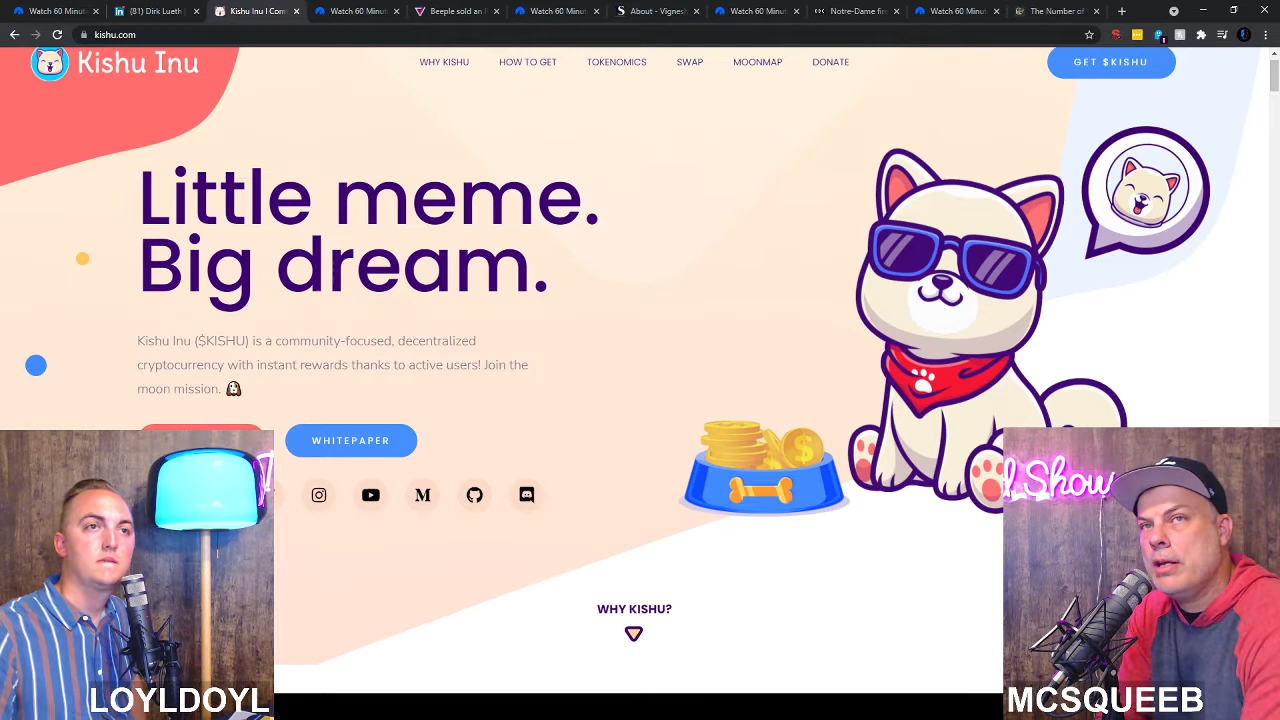 Watch 60 Minut
(81) Dirk Lueth |
Kishu Inu | Com
Watch 60 Minut
Beeple sold an
Watch 60 Minut
About - Vignesh
Watch 60 Minut
Notre-Dame fire
Watch 60 Minut
The Number of
kishu.com
Kishu Inu
WHY KISHU
HOW TO GET
TOKENOMICS
SWAP
MOONMAP
DONATE
GET $KISHU
Little meme.
Big dream.
Kishu Inu ($KISHU) is a community-focused, decentralized
cryptocurrency with instant rewards thanks to active users! Join the
moon mission.
WHITEPAPER
WHY KISHU?
d Show
LOYLDOYL
MCSQUEEB